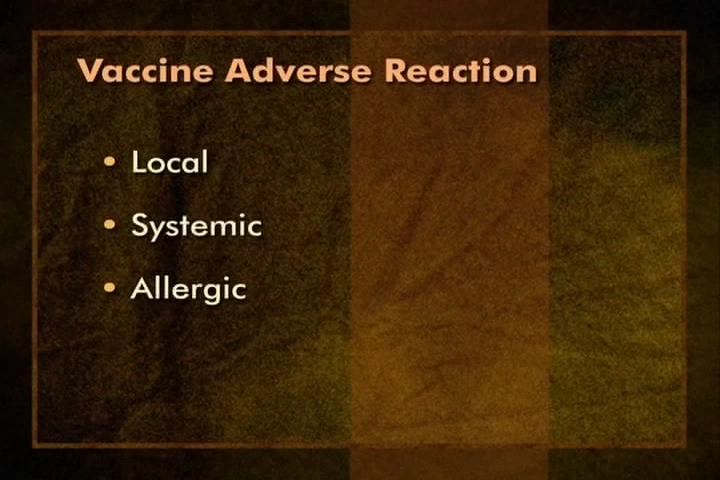 Vaccine Adverse Reaction
• Local
• Systemic
• Allergic